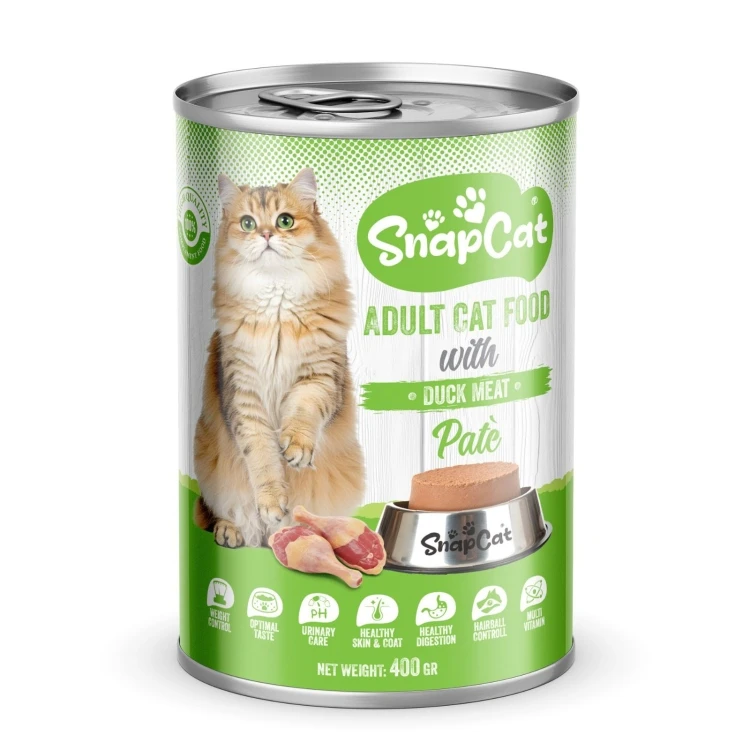 QUALITY
SnapCat
®
ADULT CAT FOOD
with
• DUCK MEAT •
Patè
SnapCat
WEIGHT
CONTROL
OPTIMAL
TASTE
pH
URINARY
CARE
HEALTHY
SKIN & COAT
HEALTHY
DIGESTION
HAIRBALL
CONTROLL
MULTI
VITAMIN
NET WEIGHT: 400 GR